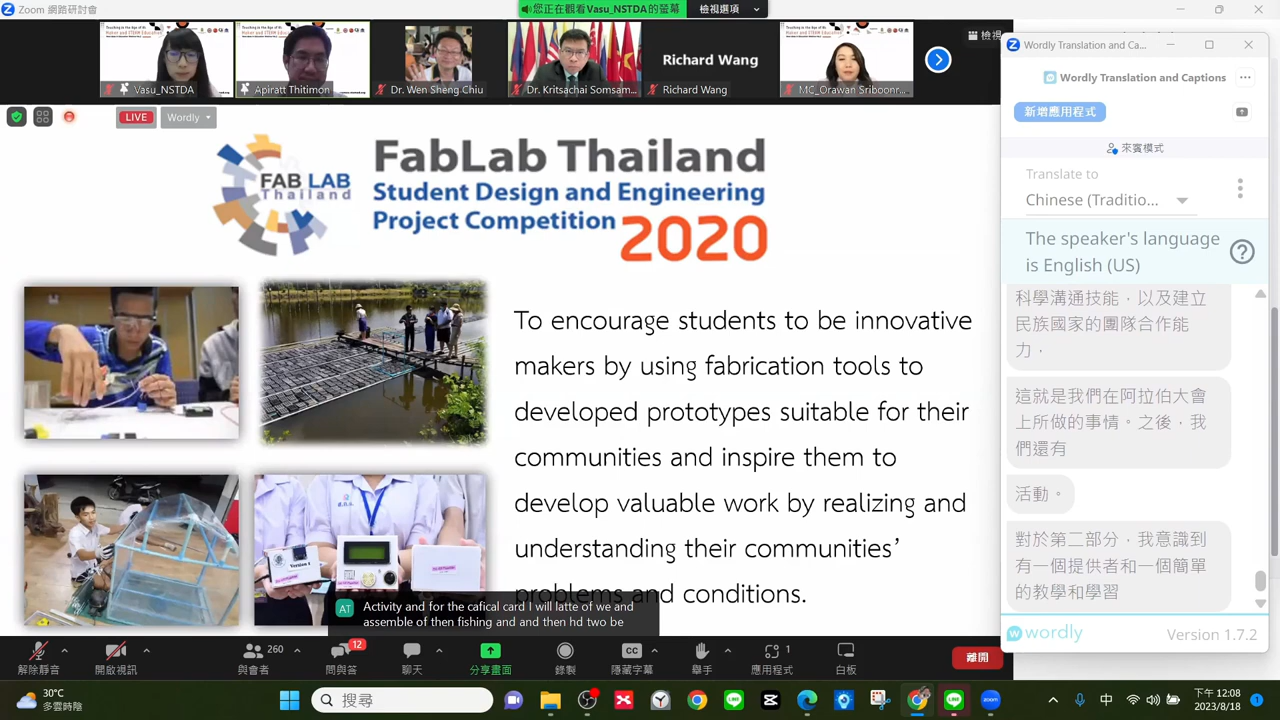 Zoom 網路研討會
您正在觀看Vasu_NSTDA的螢幕
檢視選項
Vasu_NSTDA
Apiratt Thitimon
Dr. Wen Sheng Chiu
Dr. Kritsachai Somsam...
Richard Wang
Richard Wang
MC_Orawan Sriboonr...
檢視
LIVE
Wordly
FAB LAB
Thailand
FabLab Thailand
Student Design and Engineering
Project Competition
2020
To encourage students to be innovative
makers by using fabrication tools to
developed prototypes suitable for their
communities and inspire them to
develop valuable work by realizing and
understanding their communities’
problems and conditions.
Version 1
AT
Activity and for the cafical card I will latte of we and
assemble of then fishing and and then hd two be
Wordly Translation and Ca...
Wordly Translation and Captions
新增應用程式
來賓模式
Translate to
Chinese (Traditio...
The speaker's language
is English (US)
科學溝通技能，以及建立
民族國家的團隊合作能
力．
這就是我們在阿拉伯大會
上所做的事情。之後，我
們還有
活動。
對於第二部分，我意識到
有一個提供者和一個簡單
的教學和學習
wordly
Version 1.7.2
解除靜音
開啟視訊
260
與會者
12
問與答
聊天
分享畫面
錄製
CC
隱藏字幕
舉手
1
應用程式
白板
離開
30°C
多雲時陰
搜尋
中
下午 12:08
2023/8/18
1